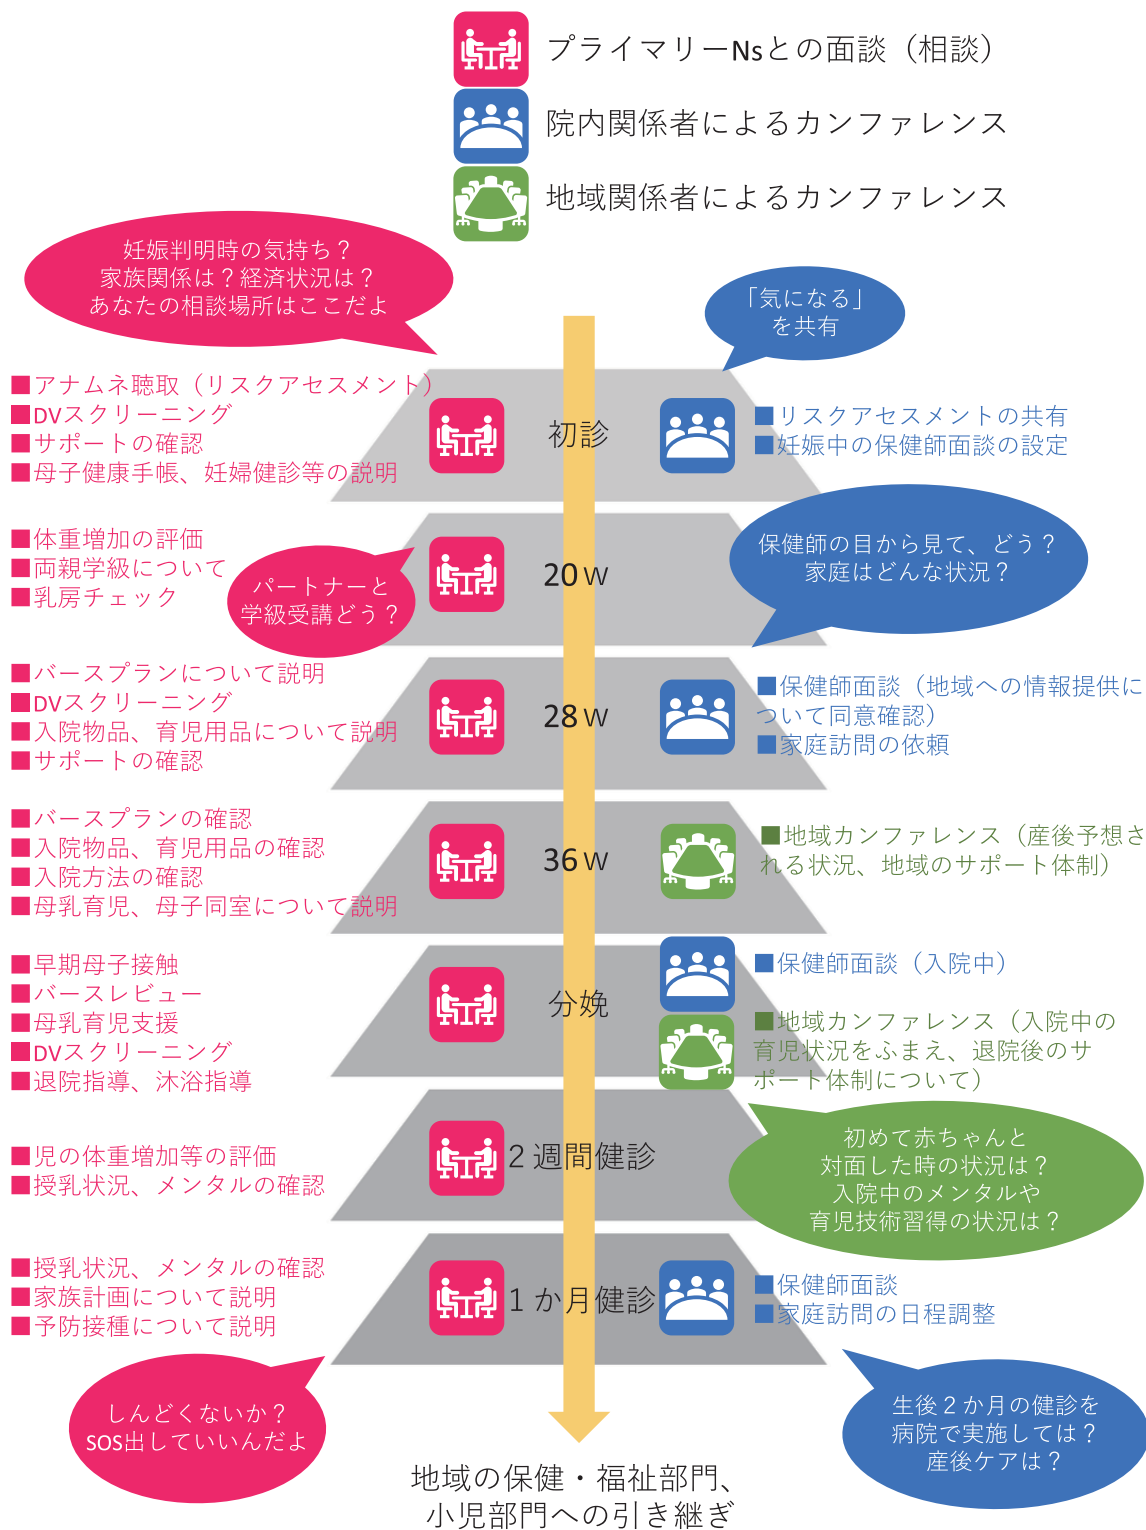 プライマリーNsとの面談（相談）
院内関係者によるカンファレンス
地域関係者によるカンファレンス
妊娠判明時の気持ち？
家族関係は？経済状況は？
あなたの相談場所はここだよ
「気になる」
を共有
■アナムネ聴取（リスクアセスメント）
■DVスクリーニング
■サポートの確認
■母子健康手帳、妊婦健診等の説明
初診
■リスクアセスメントの共有
■妊娠中の保健師面談の設定
■体重増加の評価
■両親学級について
■乳房チェック
パートナーと
学級受講どう？
20ｗ
保健師の目から見て、どう？
家庭はどんな状況？
■バースプランについて説明
■DVスクリーニング
■入院物品、育児用品について説明
■サポートの確認
28ｗ
■保健師面談（地域への情報提供に
ついて同意確認）
■家庭訪問の依頼
■バースプランの確認
■入院物品、育児用品の確認
■入院方法の確認
■母乳育児、母子同室について説明
36ｗ
■地域カンファレンス（産後予想さ
れる状況、地域のサポート体制）
■早期母子接触
■バースレビュー
■母乳育児支援
■DVスクリーニング
■退院指導、沐浴指導
分娩
■保健師面談（入院中）
■地域カンファレンス（入院中の
育児状況をふまえ、退院後のサ
ポート体制について）
■児の体重増加等の評価
■授乳状況、メンタルの確認
２週間健診
初めて赤ちゃんと
対面した時の状況は？
入院中のメンタルや
育児技術習得の状況は？
■授乳状況、メンタルの確認
■家族計画について説明
■予防接種について説明
１か月健診
■保健師面談
■家庭訪問の日程調整
しんどくないか？
SOS出していいんだよ
生後２か月の健診を
病院で実施しては？
産後ケアは？
地域の保健・福祉部門、
小児部門への引き継ぎ